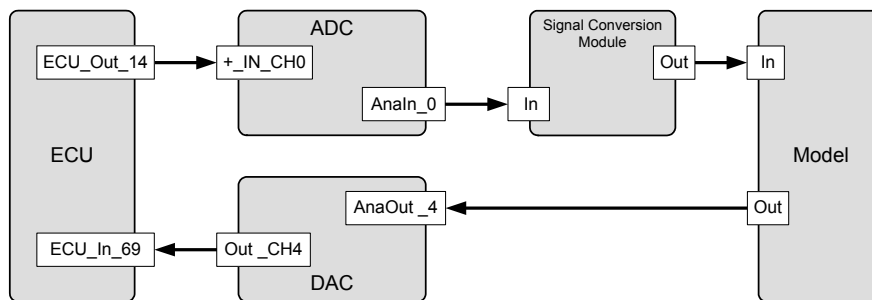 ADC
Signal Conversion
Module
ECU_Out_14
+_IN_CH0
Out
In
AnaIn_0
In
ECU
Model
AnaOut _4
Out
ECU_In_69
Out _CH4
DAC